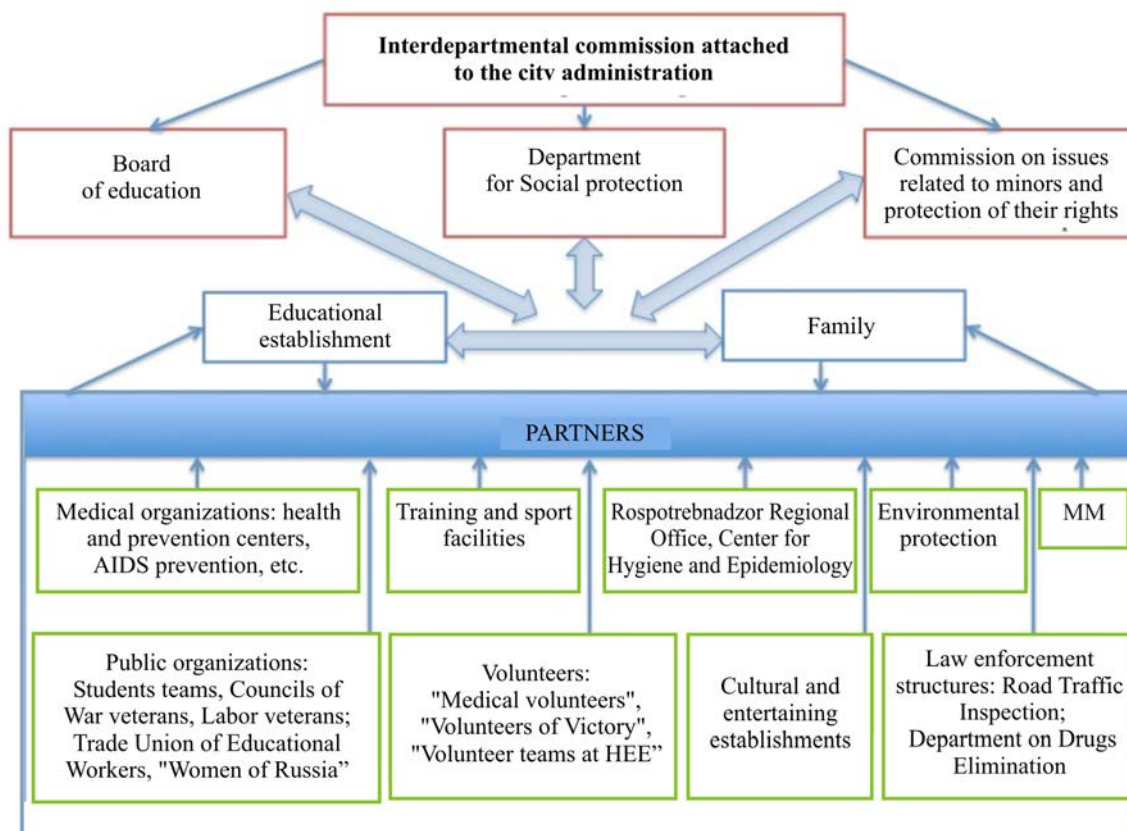 Interdepartmental commission attached
to the citv administration
Board
of education
Department
for Social protection
Commission on issues
related to minors and
protection of their rights
Educational
establishment
Family
PARTNERS
Medical organizations: health
and prevention centers,
AIDS prevention, etc.
Training and sport
facilities
Rospotrebnadzor Regional
Office, Center for
Hygiene and Epidemiology
Environmental
protection
MM
Public organizations:
Students teams, Councils of
War veterans, Labor veterans;
Trade Union of Educational
Workers, "Women of Russia”
Volunteers:
"Medical volunteers",
"Volunteers of Victory",
"Volunteer teams at HEE”
Cultural and
entertaining
establishments
Law enforcement
structures: Road Traffic
Inspection;
Department on Drugs
Elimination